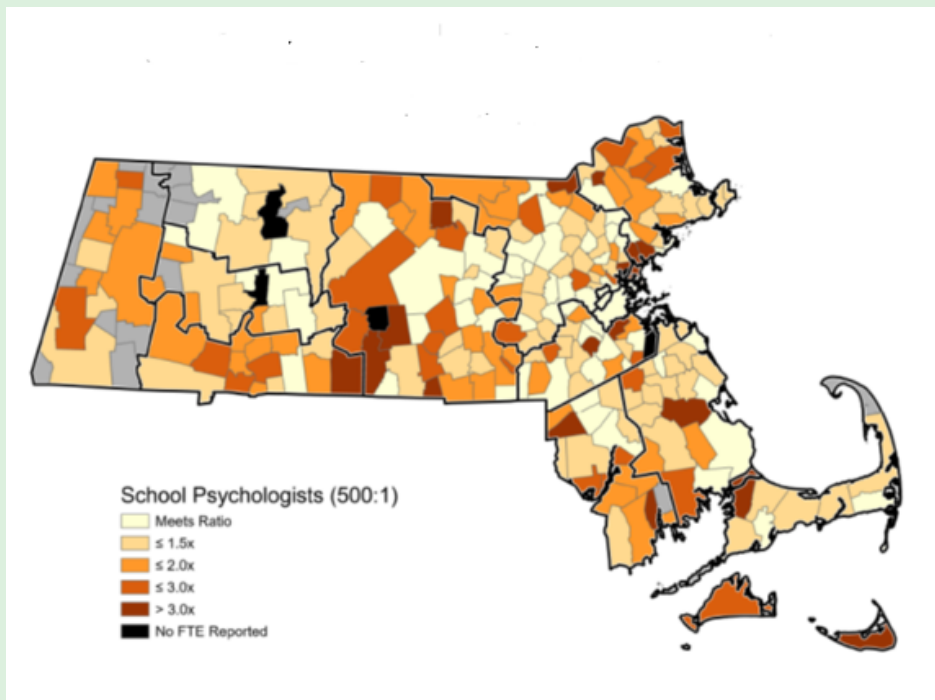 School Psychologists (500:1)
Meets Ratio
≤ 1.5x
≤ 2.0x
≤ 3.0x
> 3.0x
No FTE Reported